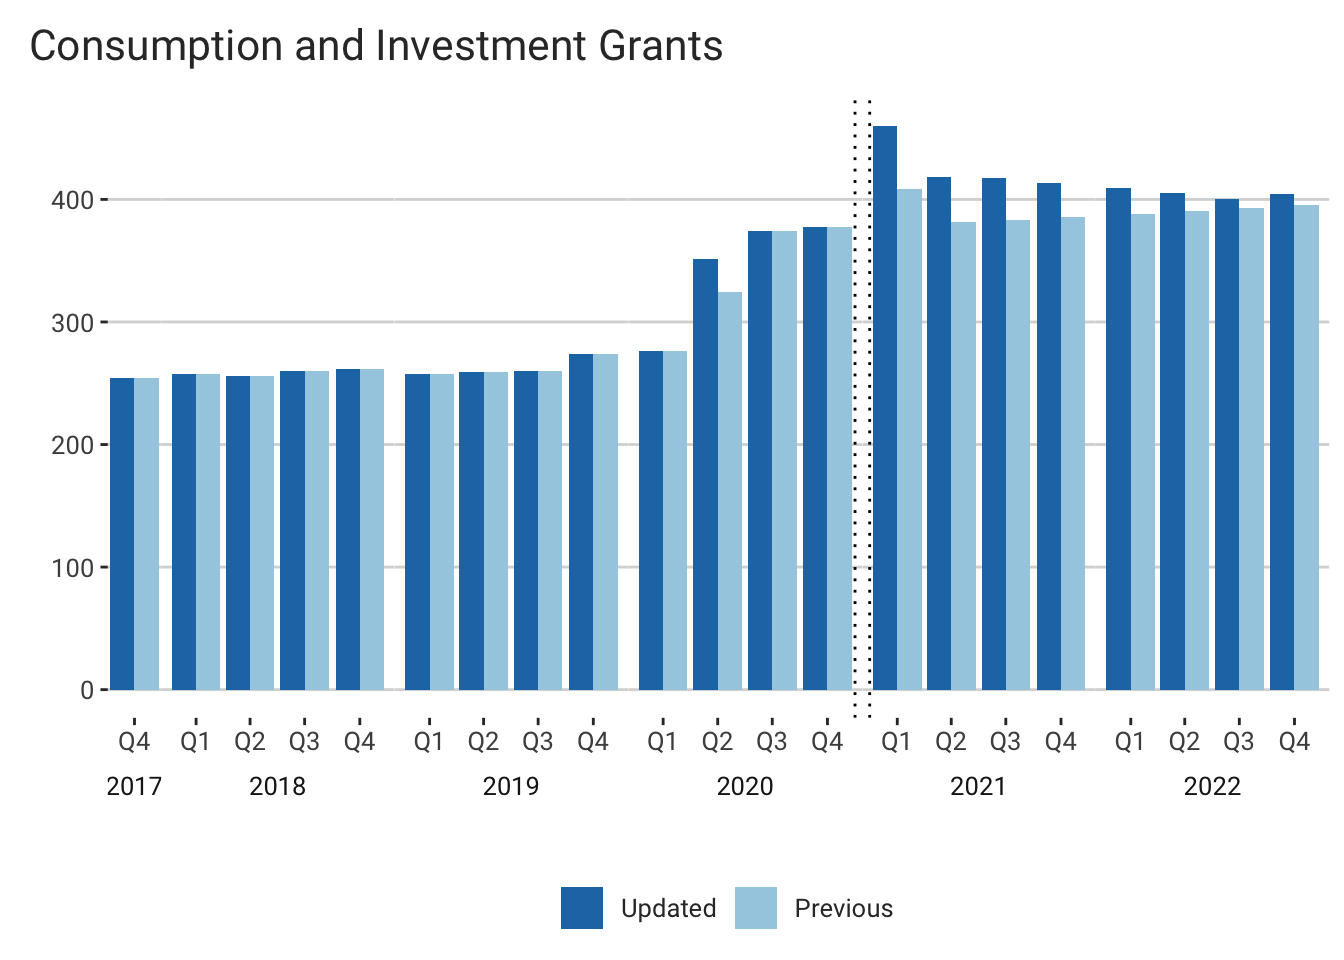 Consumption and Investment Grants
400
300
200
100
0
Q4 Q1 Q2 Q3 Q4 Q1 Q2 Q3 Q4 Q1 Q2 Q3 Q4 Q1 Q2 Q3 Q4 Q1 Q2 Q3 Q4
2017 2018 2019 2020 2021 2022
Updated Previous